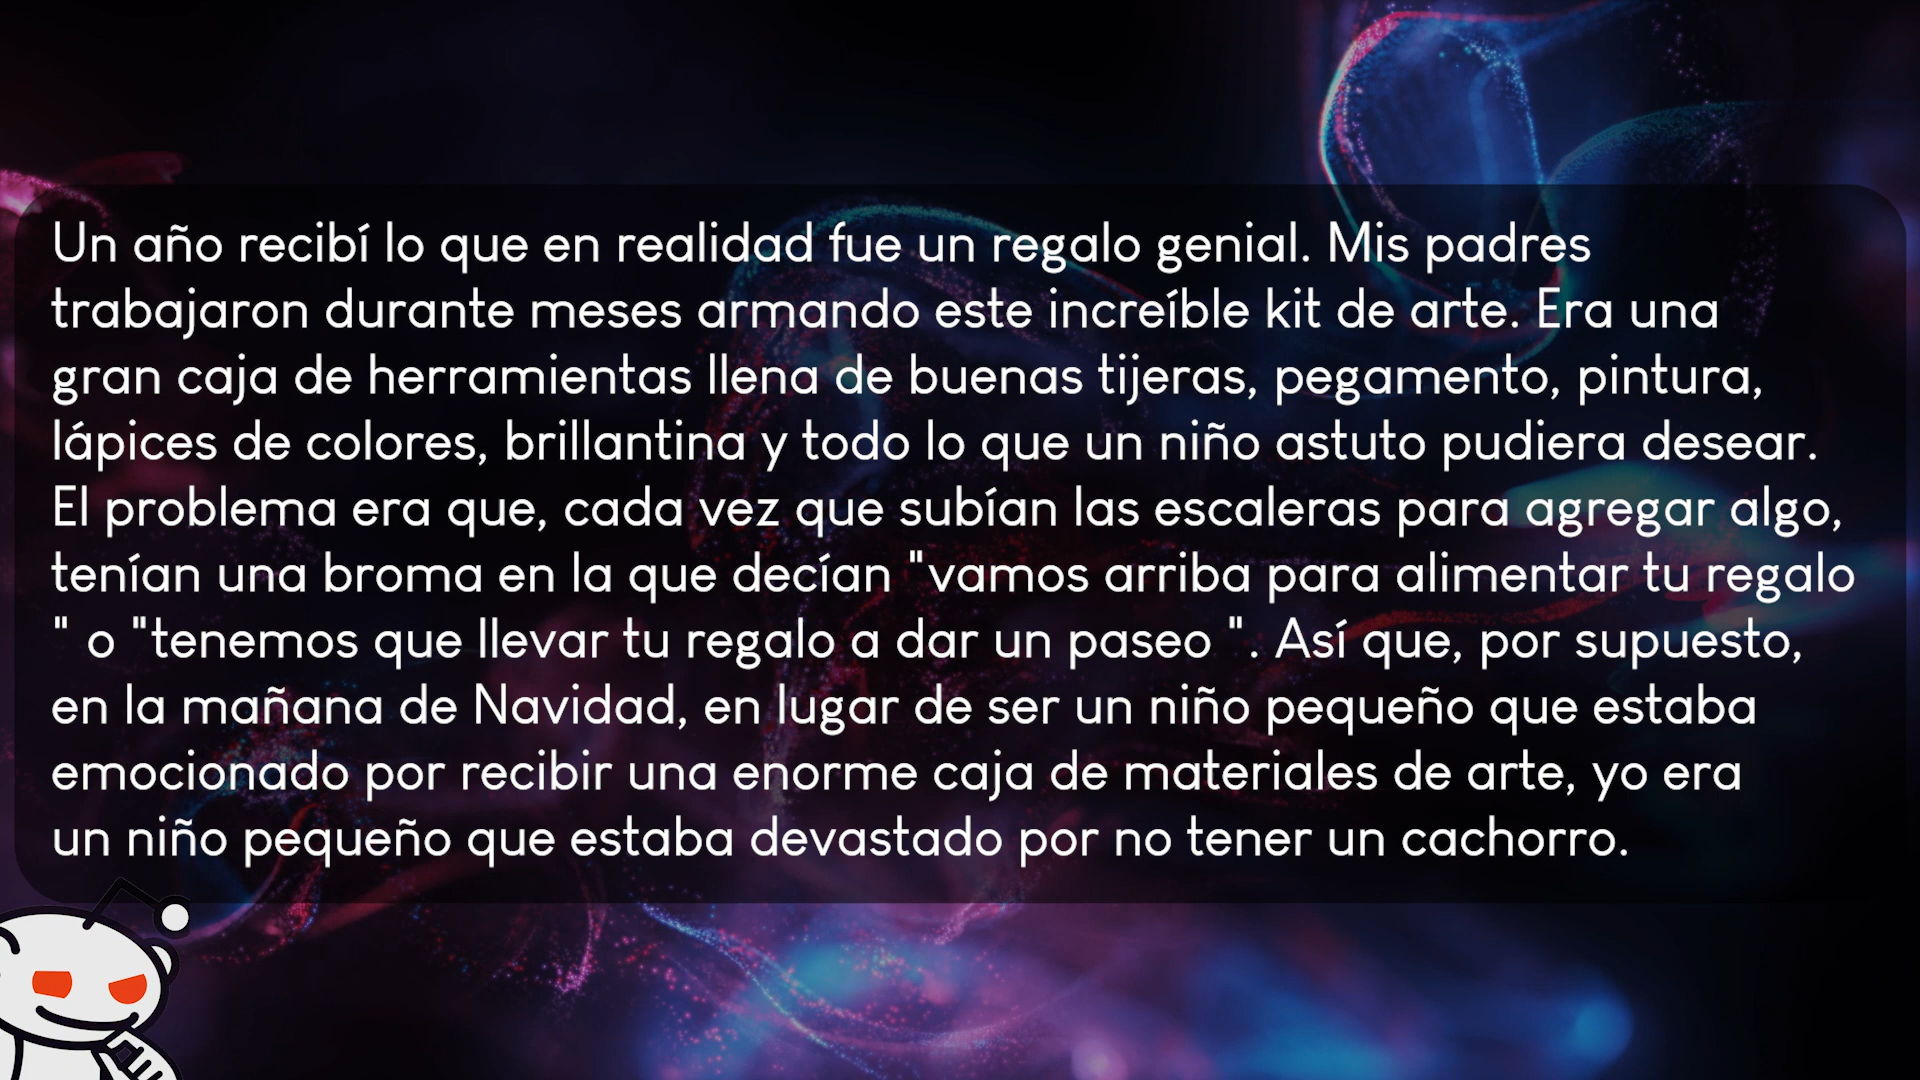 Un año recibí lo que en realidad fue un regalo genial. Mis padres
trabajaron durante meses armando este increíble kit de arte. Era una
gran caja de herramientas llena de buenas tijeras, pegamento, pintura,
lápices de colores, brillantina y todo lo que un niño astuto pudiera desear.
El problema era que, cada vez que subían las escaleras para agregar algo,
tenían una broma en la que decían "vamos arriba para alimentar tu regalo
" o "tenemos que llevar tu regalo a dar un paseo ". Así que, por supuesto,
en la mañana de Navidad, en lugar de ser un niño pequeño que estaba
emocionado por recibir una enorme caja de materiales de arte, yo era
un niño pequeño que estaba devastado por no tener un cachorro.